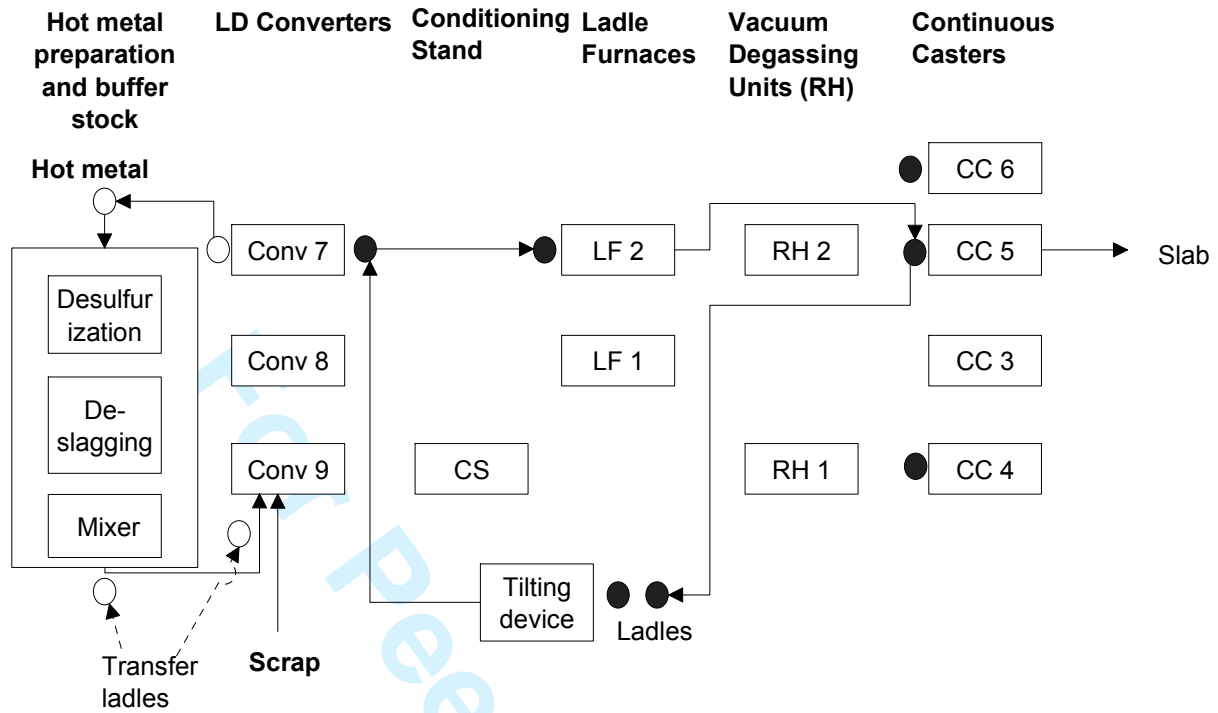 Hot metal
preparation
and buffer
stock
LD Converters
Conditioning
Stand
Ladle
Furnaces
Vacuum
Degassing
Units (RH)
Continuous
Casters
Hot metal
CC 6
Conv 7
LF 2
RH 2
CC 5
Slab
Desulfur
ization
Conv 8
LF 1
CC 3
De-
slagging
Conv 9
CS
RH 1
CC 4
Mixer
Tilting
device
Ladles
Transfer
ladles
Scrap
For Pee